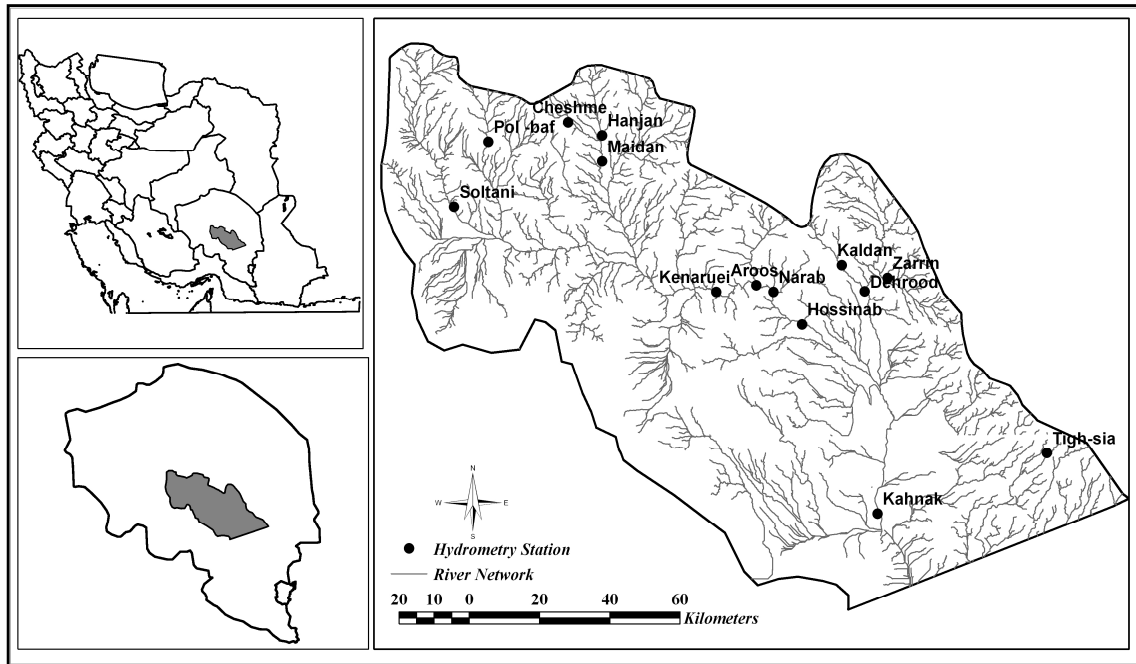 Cheshme
Hanjan
Pol -baf
Maidan
Soltani
Kaldan
Zarrin
Aroos
Kenaruei
Narab
Dehrood
Hossinab
Tigh-sia
Kahnak
N
W
E
S
Hydrometry Station
River Network
20 10 0 20 40 60
Kilometers